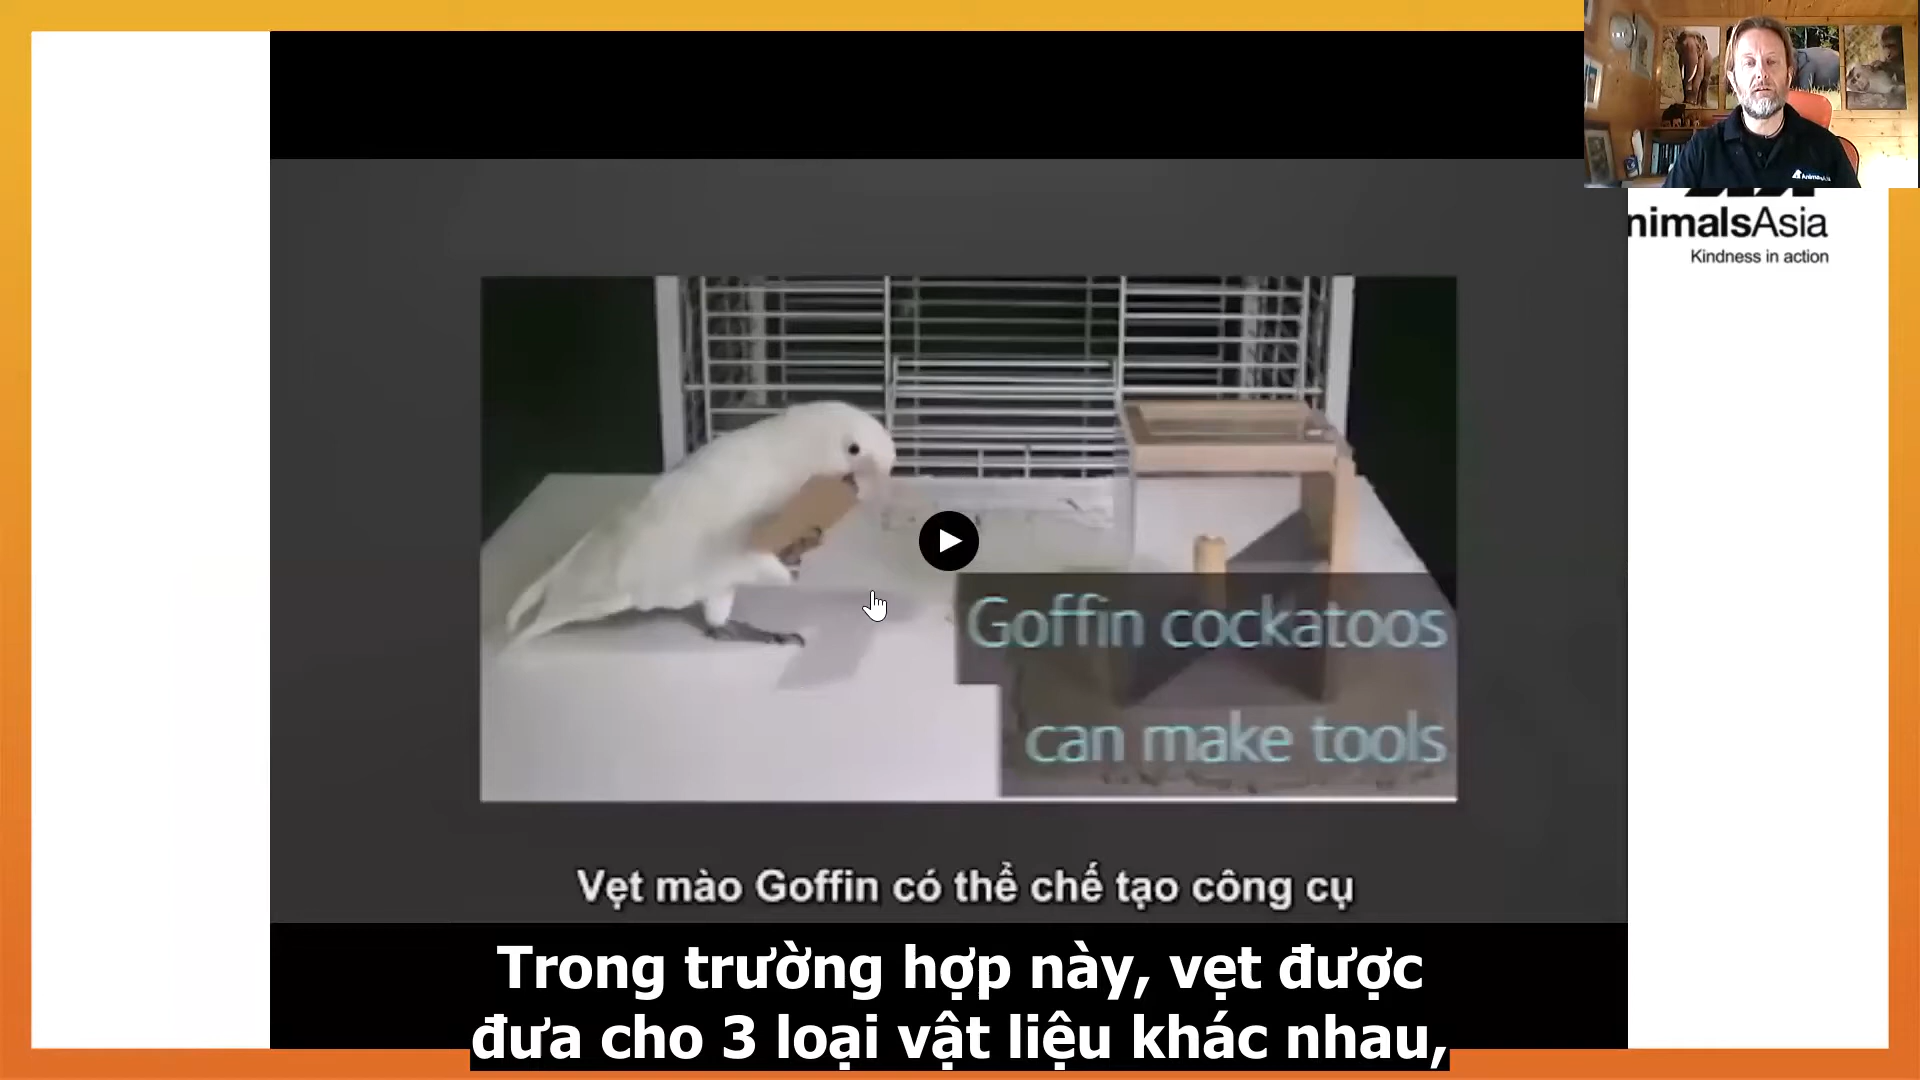 nimalsAsia
Kindness in action
Goffin cockatoos
can make tools
Vẹt mào Goffin có thể chế tạo công cụ
Trong trường hợp này, vẹt được
đưa cho 3 loại vật liệu khác nhau,